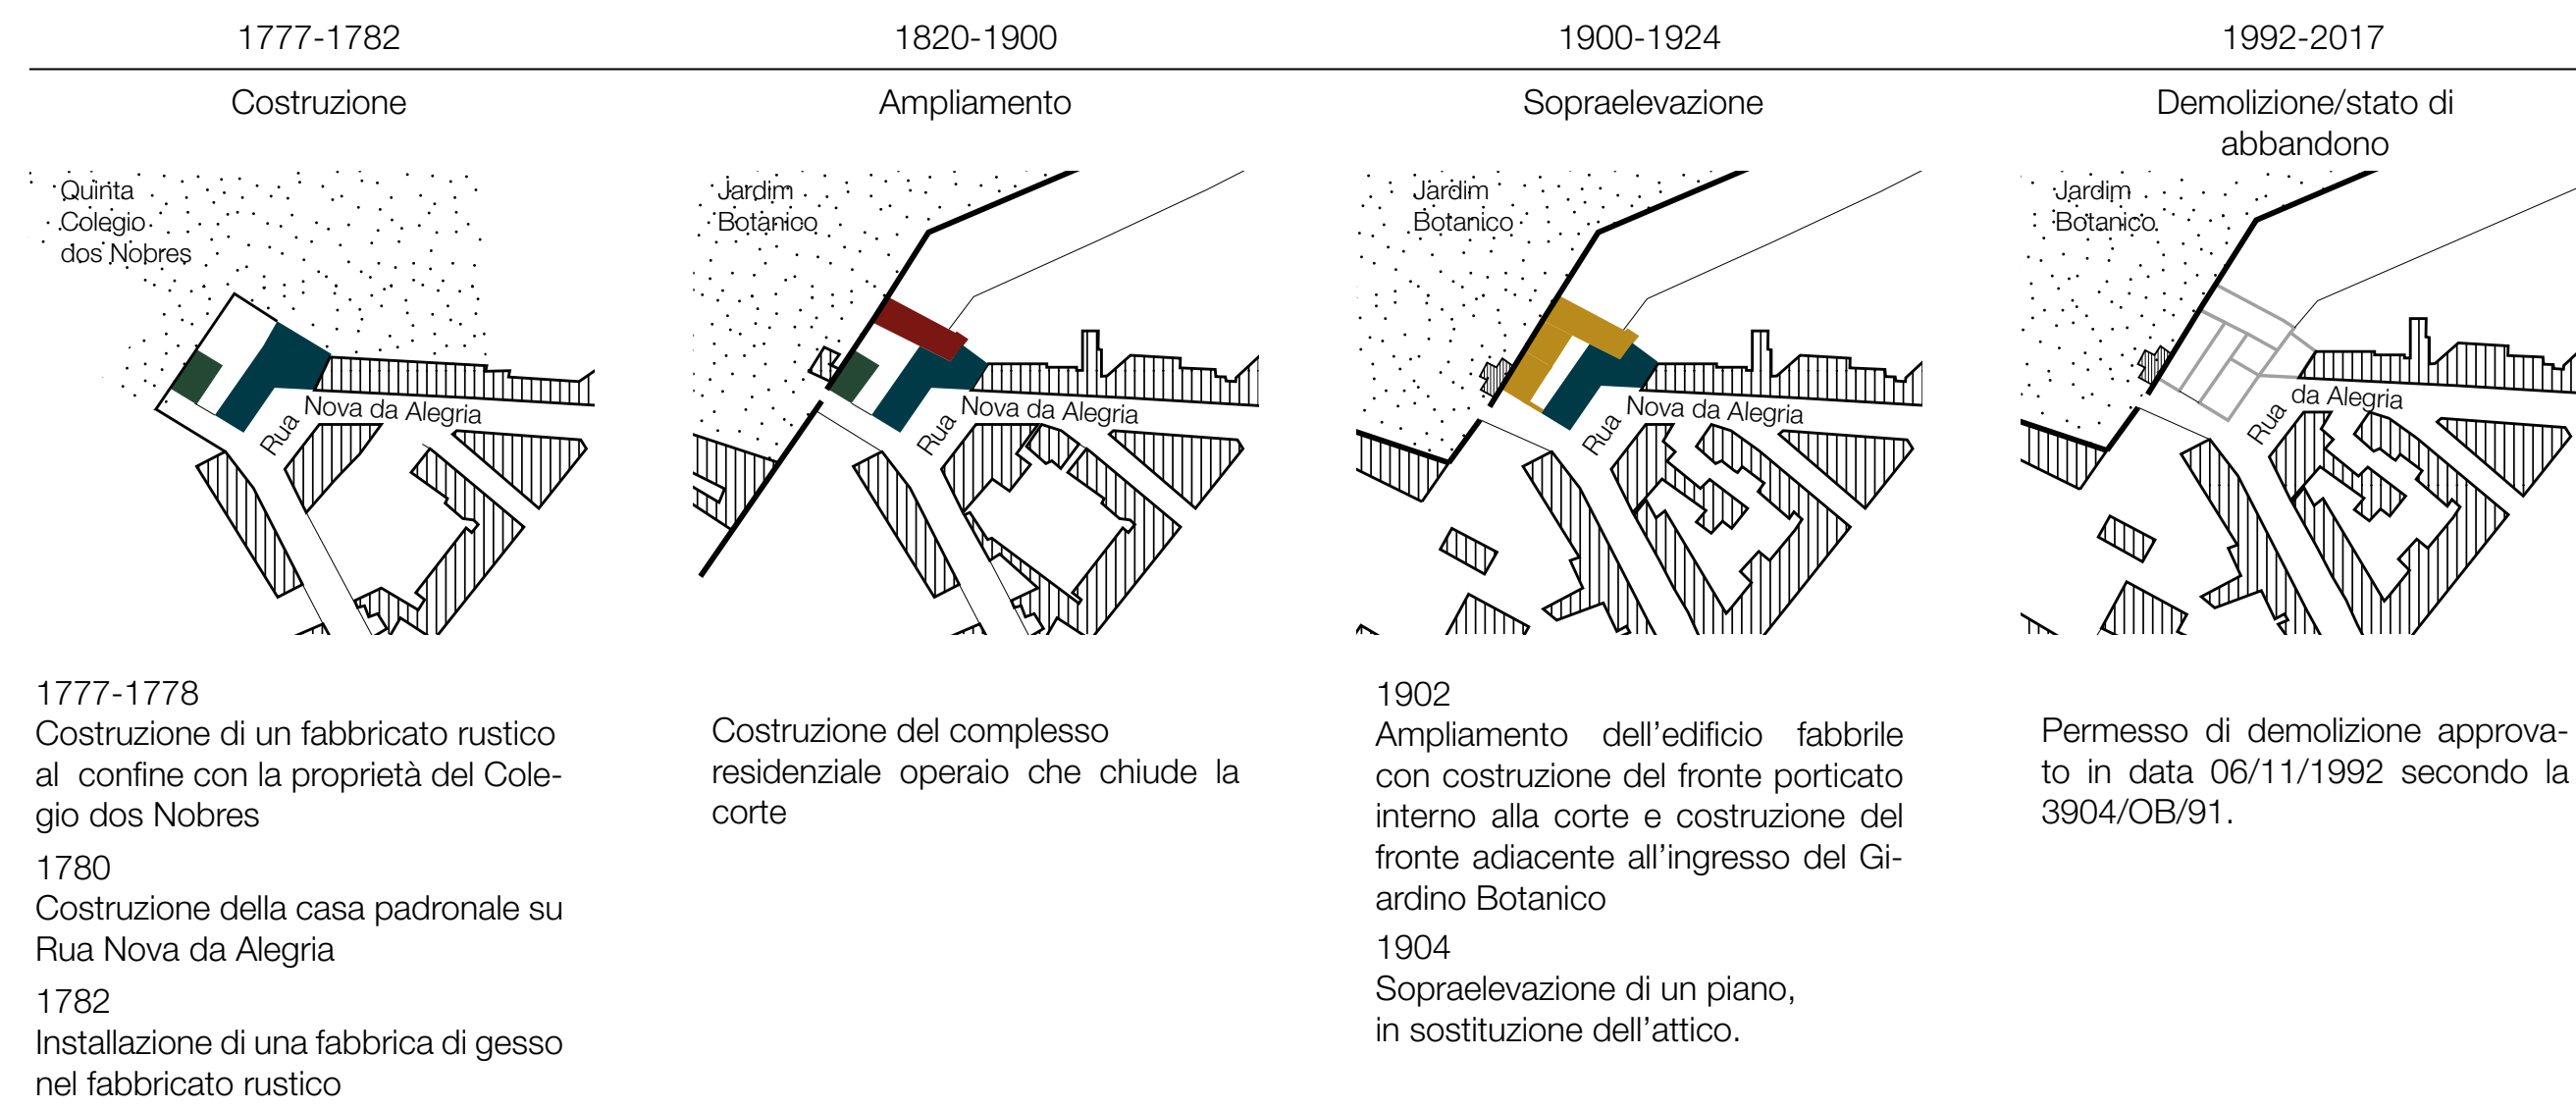 1777-1782
Costruzione
Quinta
Colegio
dos Nobres
Rua
Nova da Alegria
1777-1778
Costruzione di un fabbricato rustico
al confine con la proprietà del Cole-
gio dos Nobres
1780
Costruzione della casa padronale su
Rua Nova da Alegria
1782
Installazione di una fabbrica di gesso
nel fabbricato rustico
1820-1900
Ampliamento
Jardim
Botanico
Rua
Nova da Alegria
Costruzione del complesso
residenziale operaio che chiude la
corte
1900-1924
Sopraelevazione
Jardim
Botanico
Rua
Nova da Alegria
1902
Ampliamento dell'edificio fabbrile
con costruzione del fronte porticato
interno alla corte e costruzione del
fronte adiacente all'ingresso del Gi-
ardino Botanico
1904
Sopraelevazione di un piano,
in sostituzione dell'attico.
1992-2017
Demolizione/stato di
abbandono
Jardim
Botanico
Rua
da Alegria
Permesso di demolizione approva-
to in data 06/11/1992 secondo la
3904/OB/91.